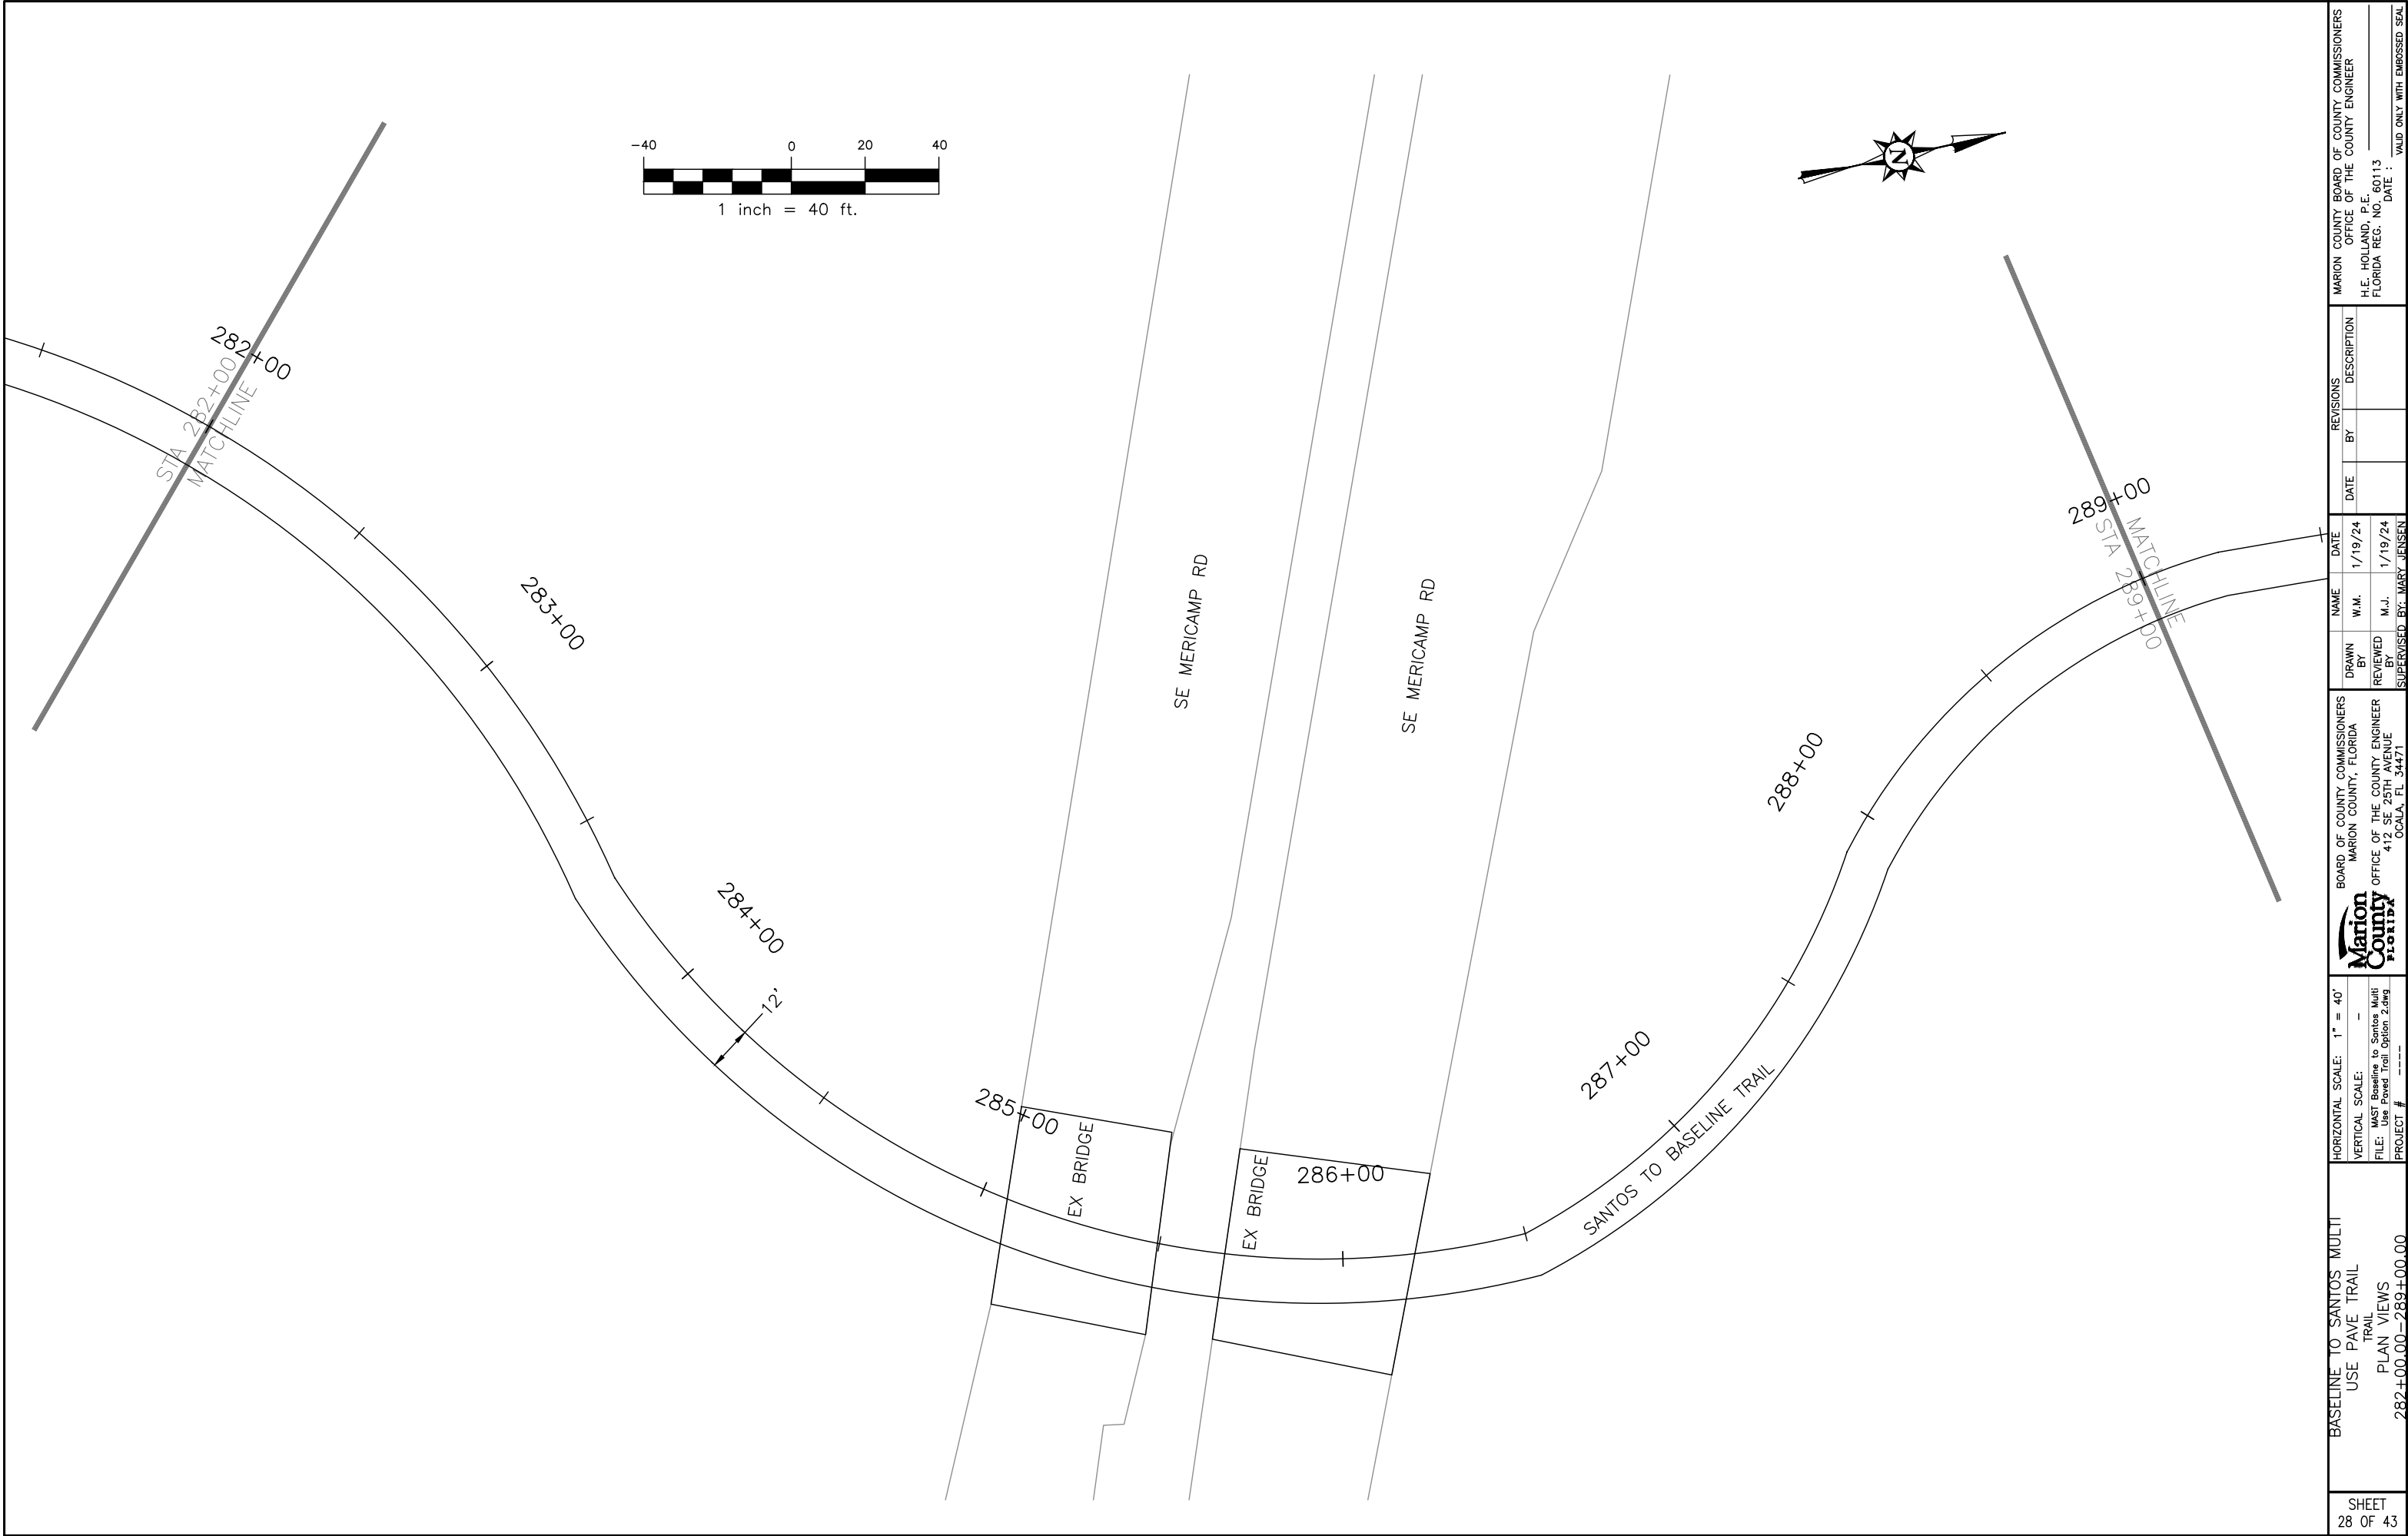 -40 0 20 40
1 inch = 40 ft.
N
282+00
STA 282+00
MATCHLINE
283+00
284+00
12'
285+00
EX BRIDGE
SE MERICAMP RD
SE MERICAMP RD
EX BRIDGE
286+00
287+00
SANTOS TO BASELINE TRAIL
288+00
289+00
MATCHLINE
STA 289+00
MARION COUNTY BOARD OF COUNTY COMMISSIONERS
OFFICE OF THE COUNTY ENGINEER
H.E. HOLLAND, P.E.
FLORIDA REG. NO. 60113
DATE :
VALID ONLY WITH EMBOSSED SEAL
REVISIONS
DATE BY DESCRIPTION
NAME DATE
DRAWN BY W.M. 1/19/24
REVIEWED BY M.J. 1/19/24
SUPERVISED BY: MARY JENSEN
BOARD OF COUNTY COMMISSIONERS
MARION COUNTY, FLORIDA
OFFICE OF THE COUNTY ENGINEER
412 SE 25TH AVENUE
OCALA, FL 34471
Marion
County
FLORIDA
HORIZONTAL SCALE: 1" = 40'
VERTICAL SCALE: -
FILE: MAST Baseline to Santos Multi
Use Paved Trail Option 2.dwg
PROJECT # ----
BASELINE TO SANTOS MULTI
USE PAVE TRAIL
TRAIL
PLAN VIEWS
282+00.00-289+00.00
SHEET
28 OF 43